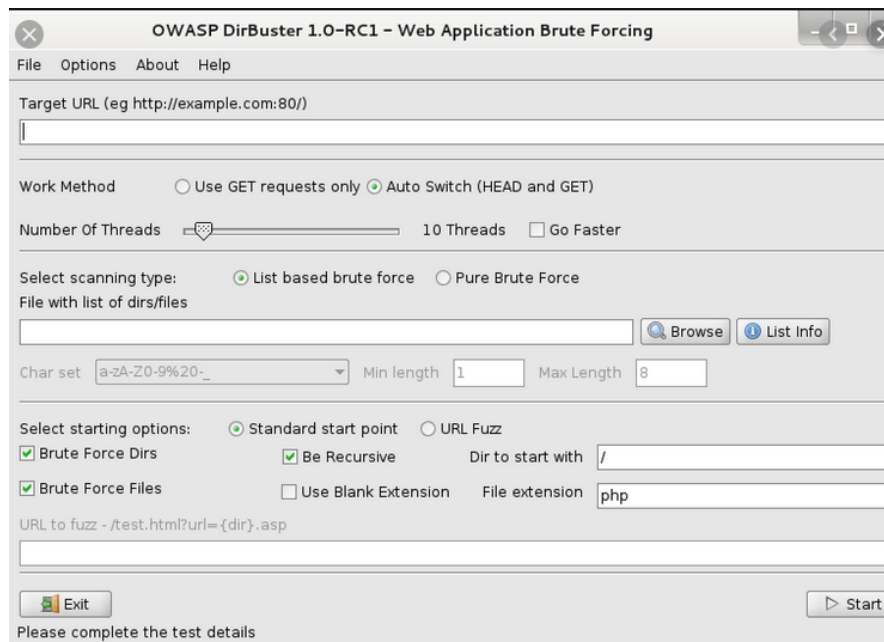 OWASP DirBuster 1.0-RC1 - Web Application Brute Forcing
File Options About Help
Target URL (eg http://example.com:80/)
Work Method Use GET requests only Auto Switch (HEAD and GET)
Number Of Threads 10 Threads Go Faster
Select scanning type: List based brute force Pure Brute Force
File with list of dirs/files
Browse List Info
Char set a-zA-Z0-9%20-_ Min length 1 Max Length 8
Select starting options: Standard start point URL Fuzz
Brute Force Dirs Be Recursive Dir to start with /
Brute Force Files Use Blank Extension File extension php
URL to fuzz - /test.html?url={dir}.asp
Exit Start
Please complete the test details